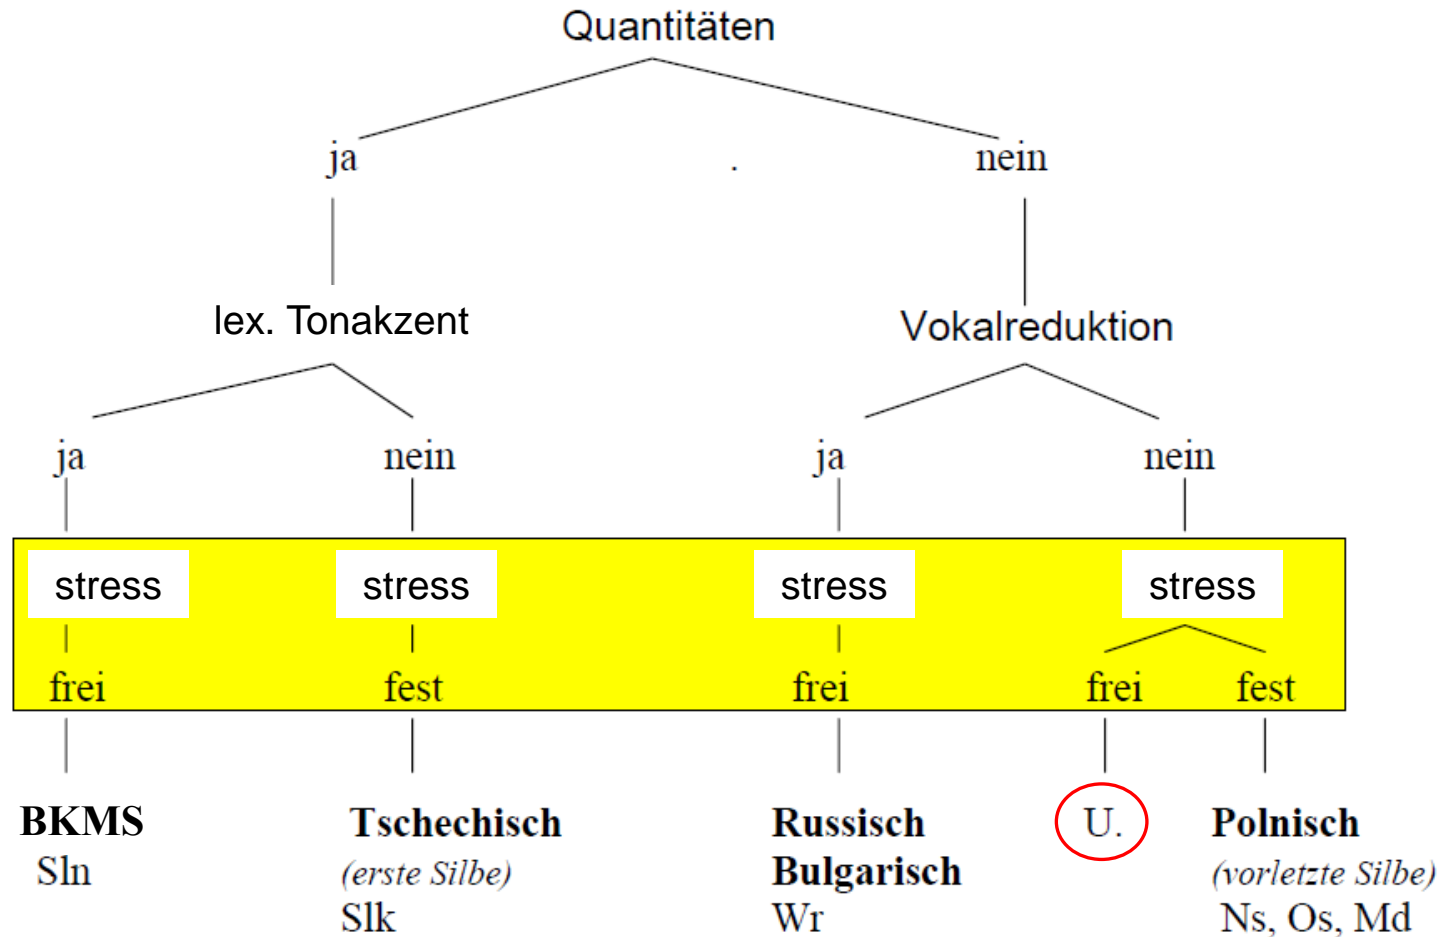 Quantitäten
ja . nein
lex. Tonakzent Vokalreduktion
ja nein ja nein
stress stress stress stress
frei fest frei frei fest
BKMS Tschechisch Russisch U. Polnisch
Sln (erste Silbe) Bulgarisch (vorletzte Silbe)
Slk Wr Ns, Os, Md